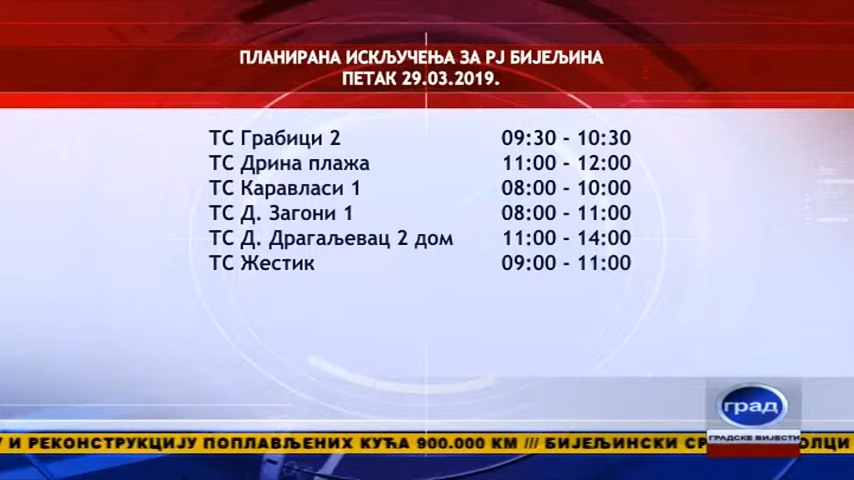 ПЛАНИРАНА ИСКЉУЧЕЊА ЗА РЈ БИЈЕЉИНА
ПЕТАК 29.03.2019.
ТС Грабици 2 09:30 - 10:30
ТС Дрина плажа 11:00 - 12:00
ТС Каравласи 1 08:00 - 10:00
ТС Д. Загони 1 08:00 - 11:00
ТС Д. Драгаљевац 2 дом 11:00 - 14:00
ТС Жестик 09:00 - 11:00
град
ГРАДСКЕ ВИЈЕСТИ
И РЕКОНСТРУКЦИЈУ ПОПЛАВЉЕНИХ КУЋА 900.000 КМ /// БИЈЕЉИНСКИ